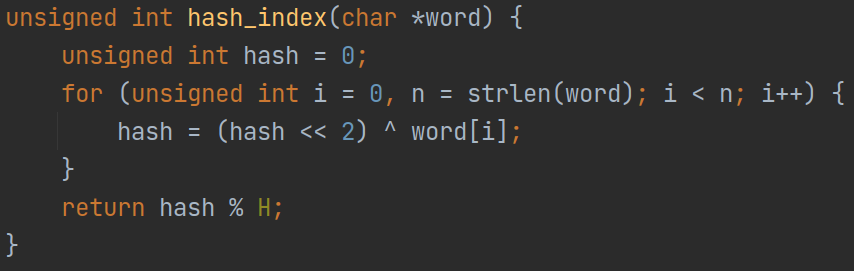 unsigned int hash_index(char *word) {
    unsigned int hash = 0;
    for (unsigned int i = 0, n = strlen(word); i < n; i++) {
        hash = (hash << 2) ^ word[i];
    }
    return hash % H;
}